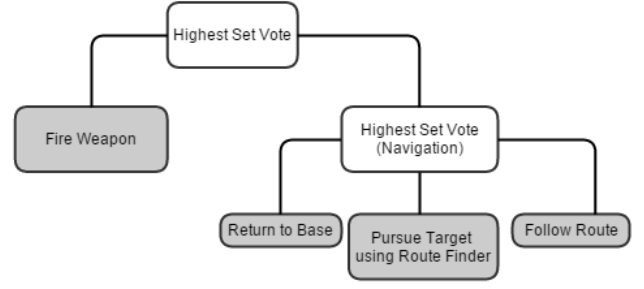 Highest Set Vote
Fire Weapon
Highest Set Vote
(Navigation)
Return to Base
Pursue Target
using Route Finder
Follow Route